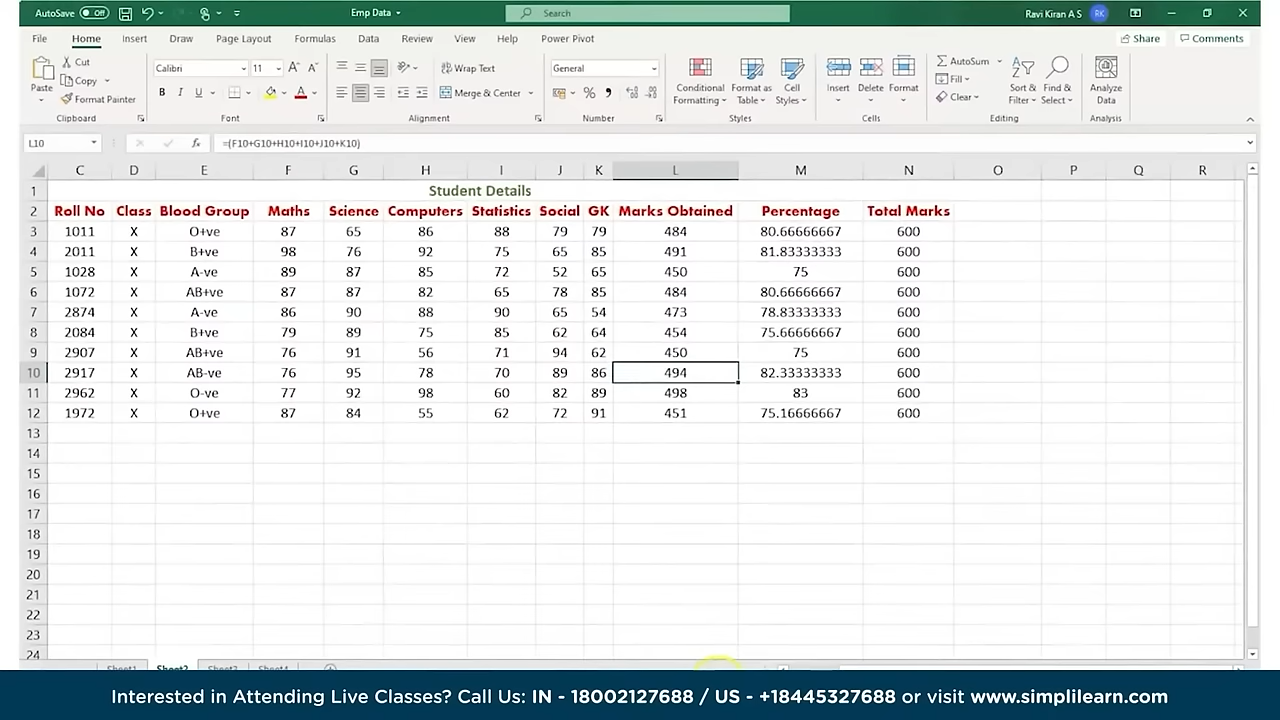 AutoSave Off
Emp Data
Search
Ravi Kiran A S RK
File Home Insert Draw Page Layout Formulas Data Review View Help Power Pivot Share Comments
Paste Cut Copy Format Painter Clipboard
Calibri 11 B I U A Font
Wrap Text Merge & Center Alignment
General % Number
Conditional Formatting Format as Table Cell Styles Styles
Insert Delete Format Cells
AutoSum Fill Clear Sort & Filter Find & Select Editing
Analyze Data Analysis
L10 fx =(F10+G10+H10+I10+J10+K10)
C D E F G H I J K L M N O P Q R
1 Student Details
2 Roll No Class Blood Group Maths Science Computers Statistics Social GK Marks Obtained Percentage Total Marks
3 1011 X O+ve 87 65 86 88 79 79 484 80.66666667 600
4 2011 X B+ve 98 76 92 75 65 85 491 81.83333333 600
5 1028 X A-ve 89 87 85 72 52 65 450 75 600
6 1072 X AB+ve 87 87 82 65 78 85 484 80.66666667 600
7 2874 X A-ve 86 90 88 90 65 54 473 78.83333333 600
8 2084 X B+ve 79 89 75 85 62 64 454 75.66666667 600
9 2907 X AB+ve 76 91 56 71 94 62 450 75 600
10 2917 X AB-ve 76 95 78 70 89 86 494 82.33333333 600
11 2962 X O-ve 77 92 98 60 82 89 498 83 600
12 1972 X O+ve 87 84 55 62 72 91 451 75.16666667 600
13
14
15
16
17
18
19
20
21
22
23
24
Sheet1 Sheet2 Sheet3 Sheet4
Interested in Attending Live Classes? Call Us: IN - 18002127688 / US - +18445327688 or visit www.simplilearn.com